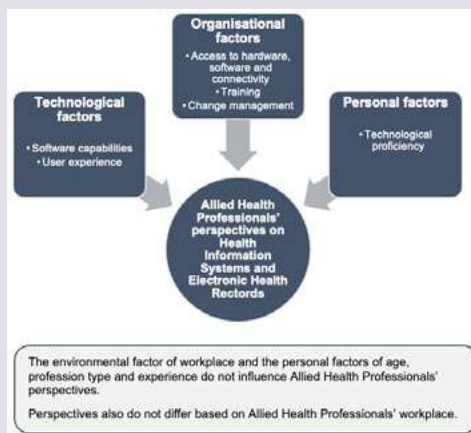 Organisational
factors
• Access to hardware,
software and
connectivity
• Training
• Change management
Technological
factors
• Software capabilities
• User experience
Personal factors
• Technological
proficiency
Allied Health
Professionals'
perspectives on
Health
Information
Systems and
Electronic Health
Rectords
The environmental factor of workplace and the personal factors of age,
profession type and experience do not influence Allied Health Professionals'
perspectives.
Perspectives also do not differ based on Allied Health Professionals' workplace.